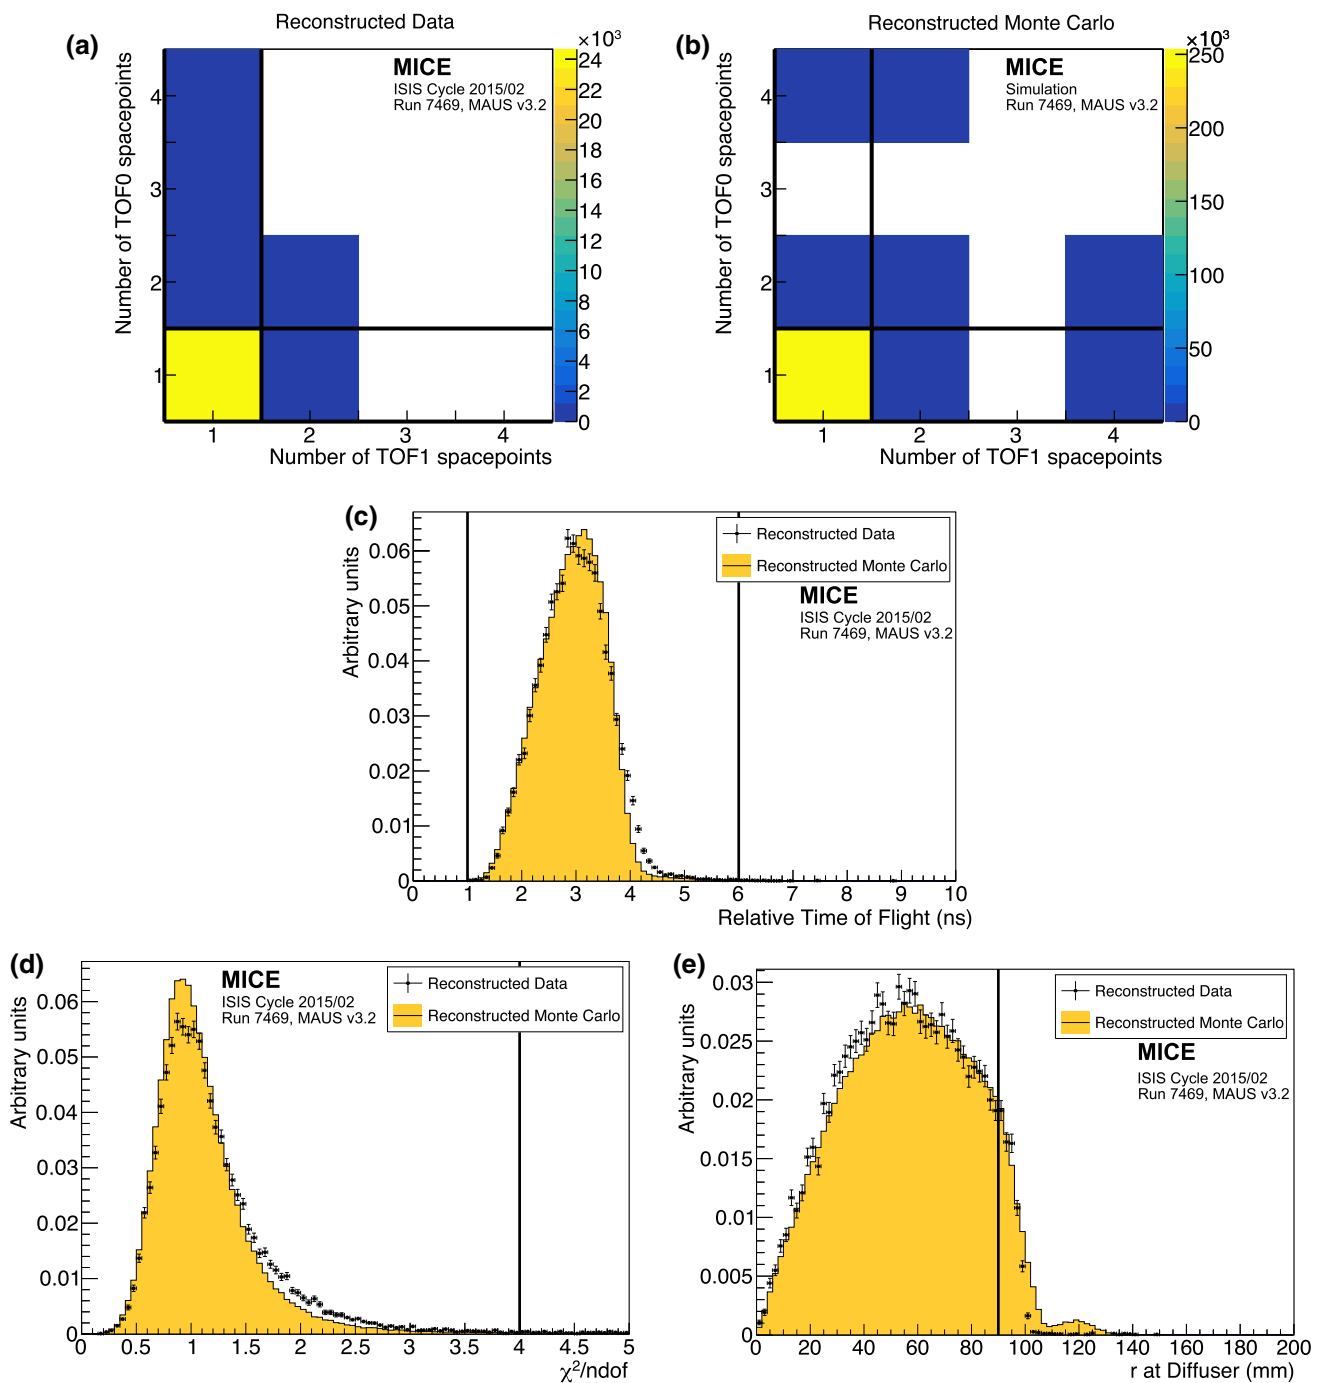 Reconstructed Data
Reconstructed Monte Carlo
(a)
×10³
MICE
ISIS Cycle 2015/02
Run 7469, MAUS v3.2
Number of TOF0 spacepoints
4
3
2
1
1 2 3 4
Number of TOF1 spacepoints
24
22
20
18
16
14
12
10
8
6
4
2
0
(b)
×10³
MICE
Simulation
Run 7469, MAUS v3.2
Number of TOF0 spacepoints
4
3
2
1
1 2 3 4
Number of TOF1 spacepoints
250
200
150
100
50
0
(c)
Reconstructed Data
Reconstructed Monte Carlo
MICE
ISIS Cycle 2015/02
Run 7469, MAUS v3.2
Arbitrary units
0.06
0.05
0.04
0.03
0.02
0.01
0
0 1 2 3 4 5 6 7 8 9 10
Relative Time of Flight (ns)
(d)
MICE
ISIS Cycle 2015/02
Run 7469, MAUS v3.2
Reconstructed Data
Reconstructed Monte Carlo
Arbitrary units
0.06
0.05
0.04
0.03
0.02
0.01
0
0 0.5 1 1.5 2 2.5 3 3.5 4 4.5 5
χ²/ndof
(e)
Reconstructed Data
Reconstructed Monte Carlo
MICE
ISIS Cycle 2015/02
Run 7469, MAUS v3.2
Arbitrary units
0.03
0.025
0.02
0.015
0.01
0.005
0
0 20 40 60 80 100 120 140 160 180 200
r at Diffuser (mm)